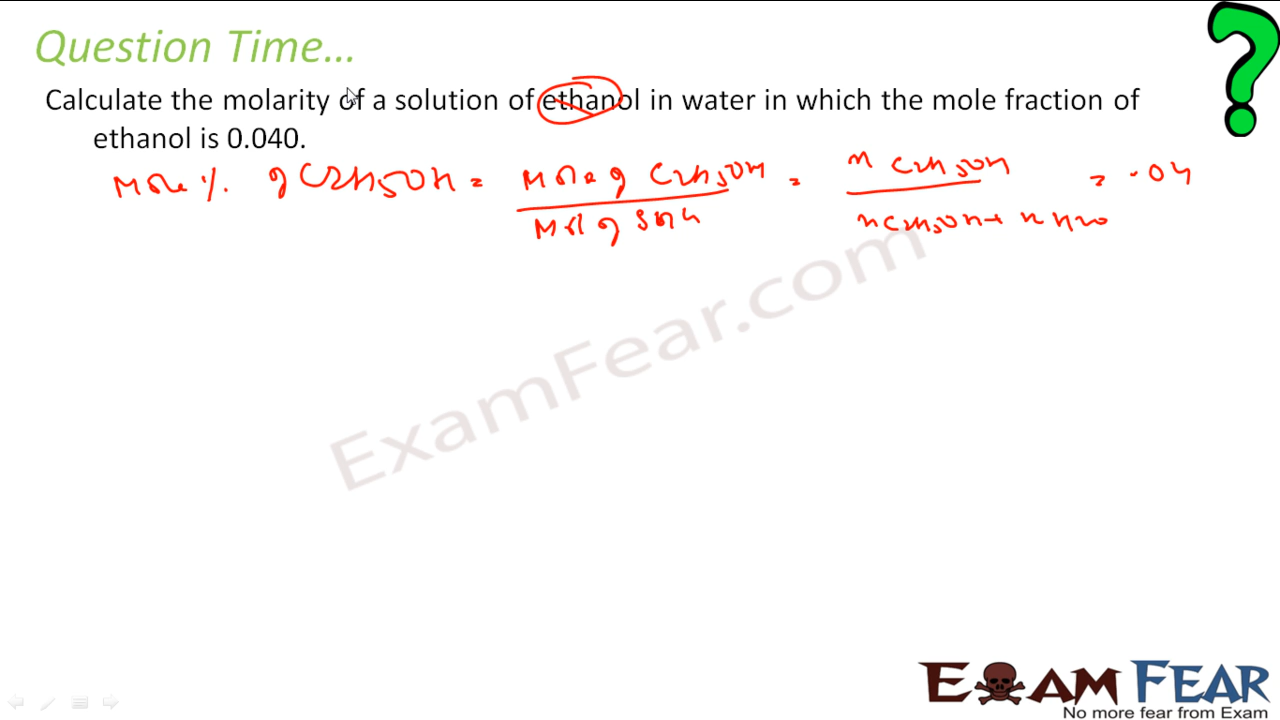 Question Time...
Calculate the molarity of a solution of ethanol in water in which the mole fraction of
ethanol is 0.040.
Mole %. of C2H5OH = Mole of C2H5OH = n C2H5OH = .04
Mol of soln n C2H5OH + n H2O
ExamFear.com
EXAM FEAR
No more fear from Exam